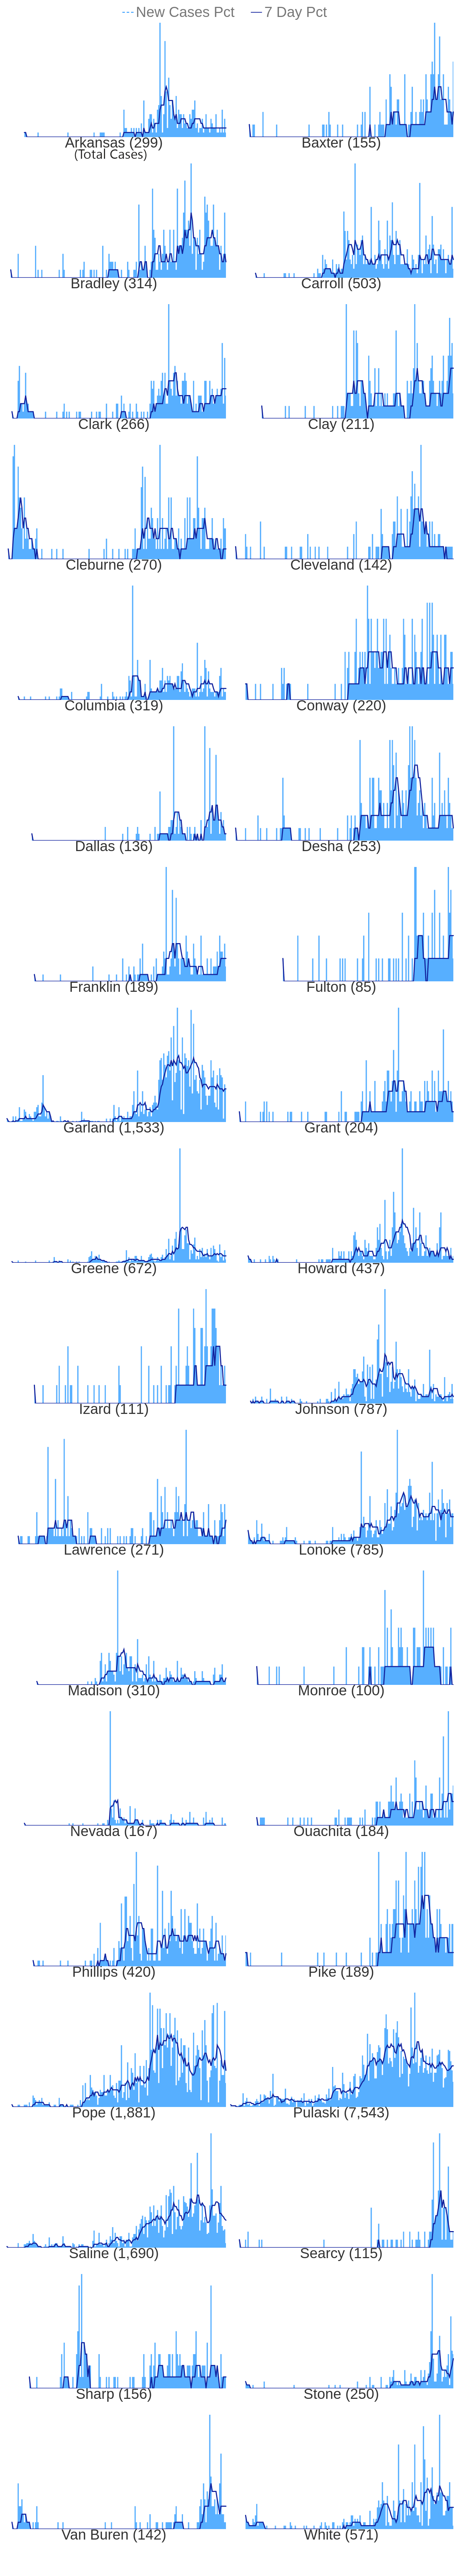 New Cases Pct 7 Day Pct
Arkansas (299) Baxter (155)
(Total Cases)
Bradley (314) Carroll (503)
Clark (266) Clay (211)
Cleburne (270) Cleveland (142)
Columbia (319) Conway (220)
Dallas (136) Desha (253)
Franklin (189) Fulton (85)
Garland (1,533) Grant (204)
Greene (672) Howard (437)
Izard (111) Johnson (787)
Lawrence (271) Lonoke (785)
Madison (310) Monroe (100)
Nevada (167) Ouachita (184)
Phillips (420) Pike (189)
Pope (1,881) Pulaski (7,543)
Saline (1,690) Searcy (115)
Sharp (156) Stone (250)
Van Buren (142) White (571)